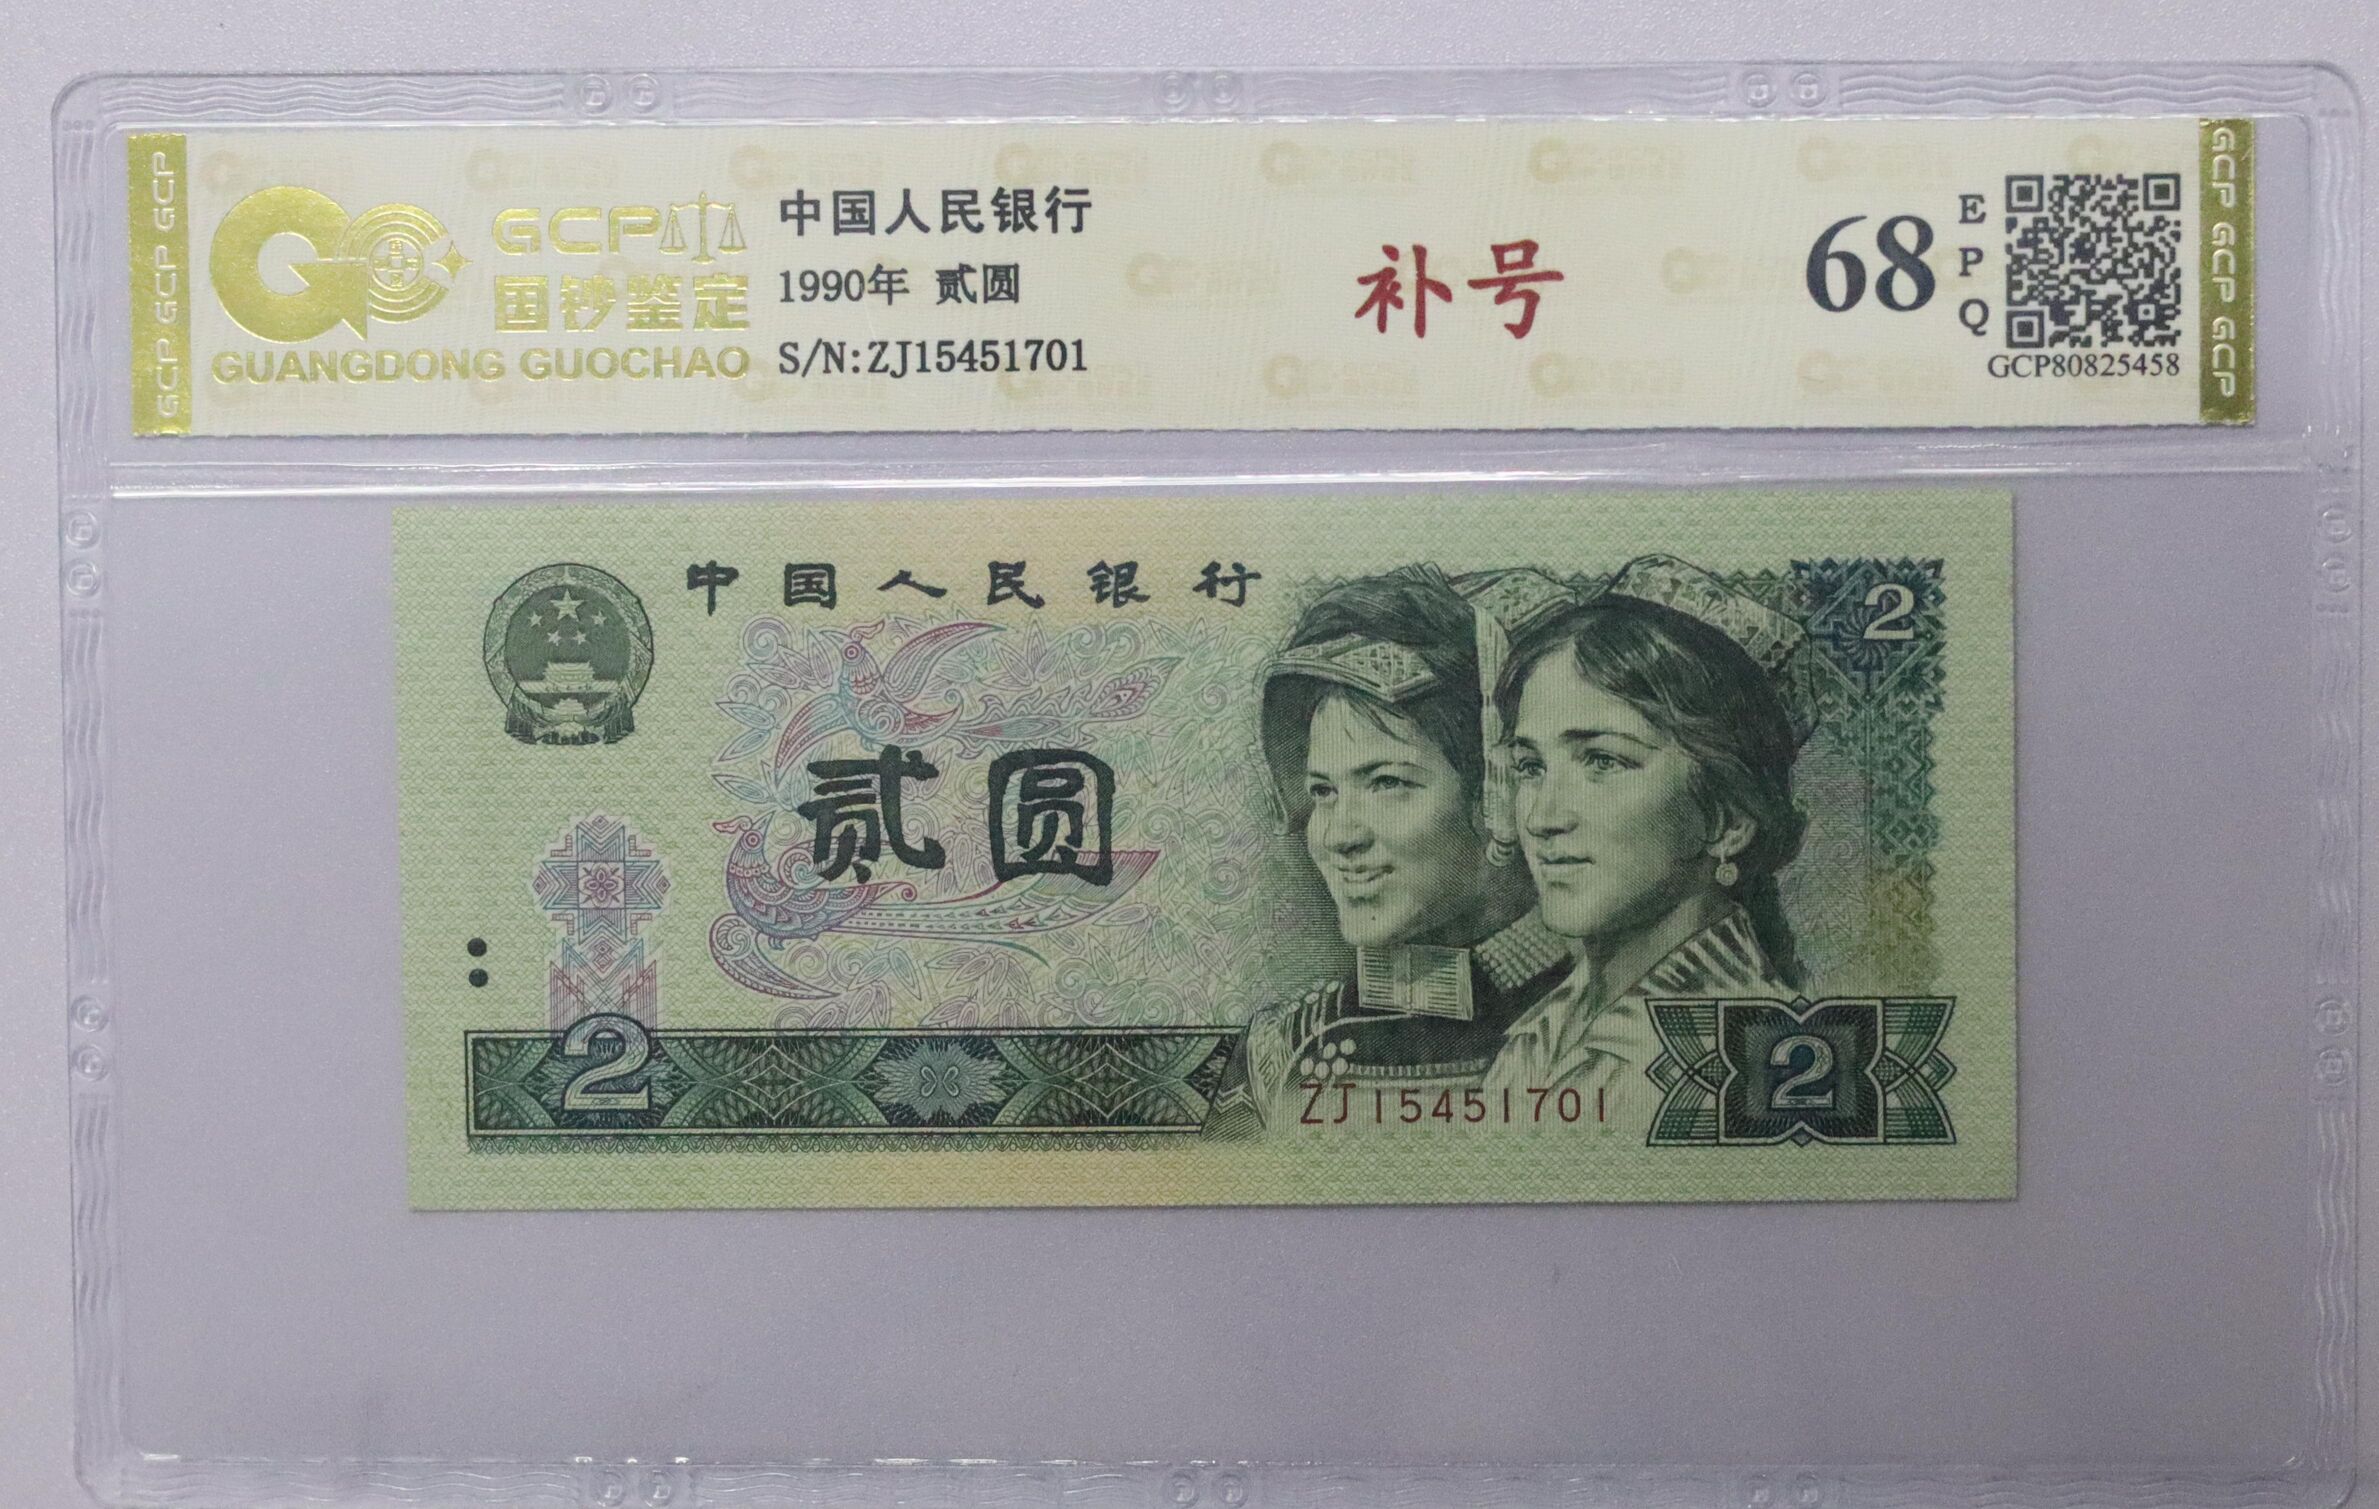 GCP GCP GCP
GCP
国钞鉴定
GUANGDONG GUOCHAO
中国人民银行
1990年 贰圆
S/N:ZJ15451701
补号
68
EPQ
GCP80825458
GCP GCP GCP
中国人民银行
2
贰圆
2
ZJ15451701
2